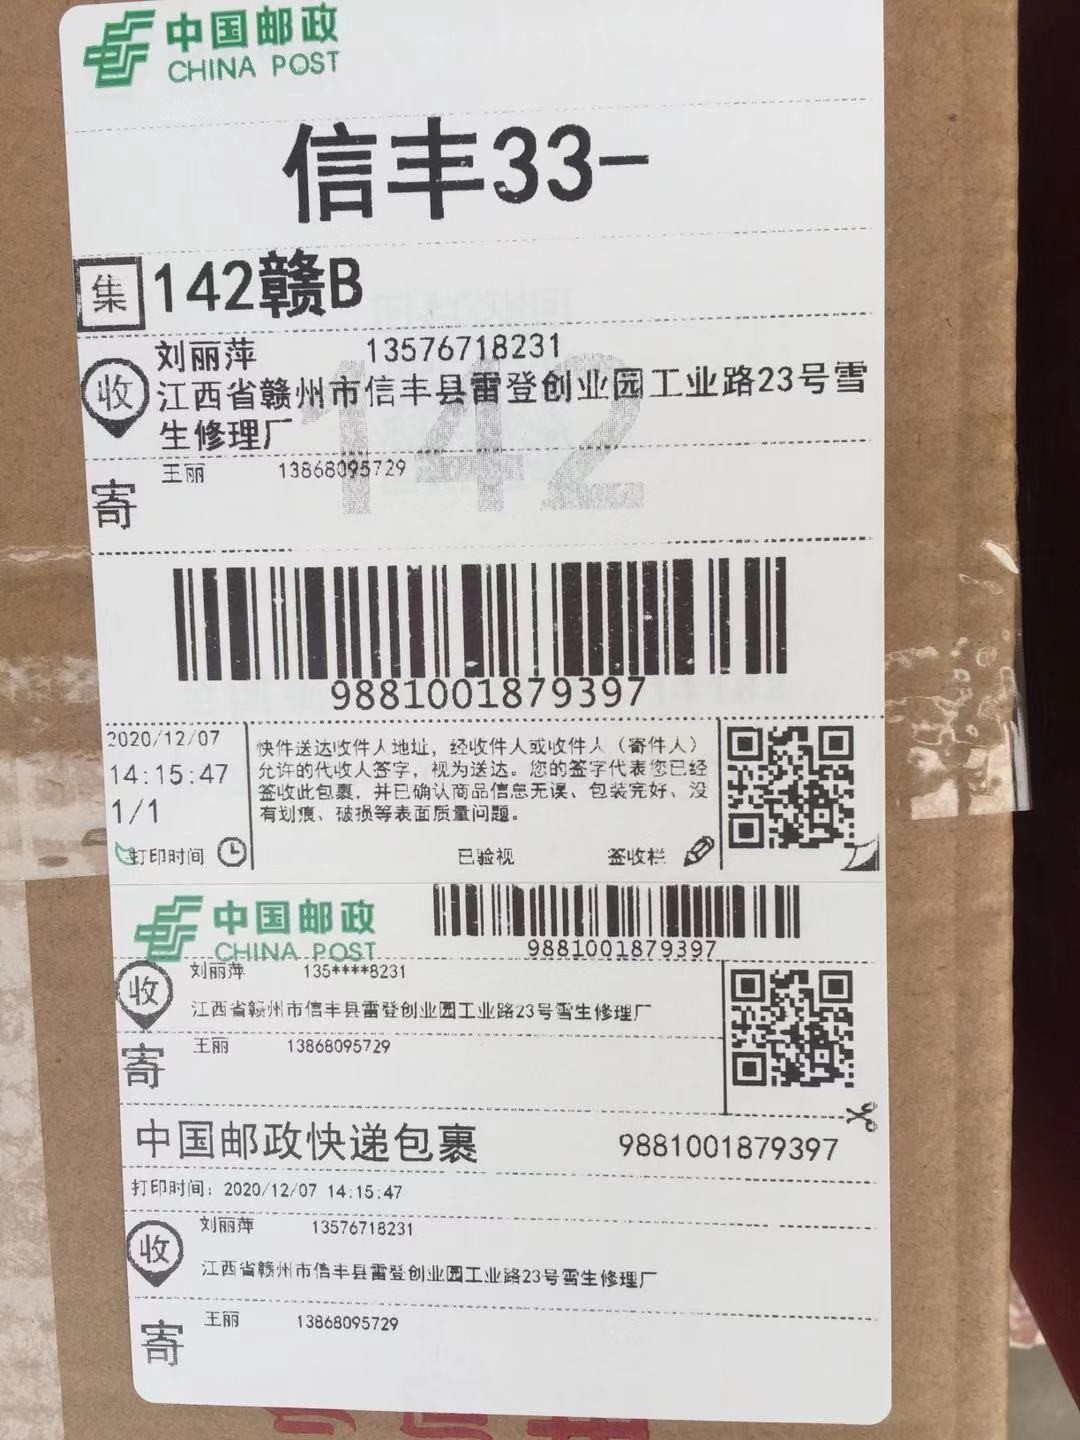 中国邮政
CHINA POST
信丰33-
集 142赣B
刘丽萍 13576718231
收 江西省赣州市信丰县雷登创业园工业路23号雪
生修理厂
142
王丽 13868095729
寄
9881001879397
2020/12/07
14:15:47
1/1
打印时间
快件送达收件人地址，经收件人或收件人（寄件人）
允许的代收人签字，视为送达。您的签字代表您已经
签收此包裹，并已确认商品信息无误、包装完好、没
有划痕、破损等表面质量问题。
已验视 签收栏
中国邮政
CHINA POST
9881001879397
刘丽萍 135****8231
收
江西省赣州市信丰县雷登创业园工业路23号雪生修理厂
王丽 13868095729
寄
中国邮政快递包裹 9881001879397
打印时间：2020/12/07 14:15:47
刘丽萍 13576718231
收
江西省赣州市信丰县雷登创业园工业路23号雪生修理厂
王丽 13868095729
寄